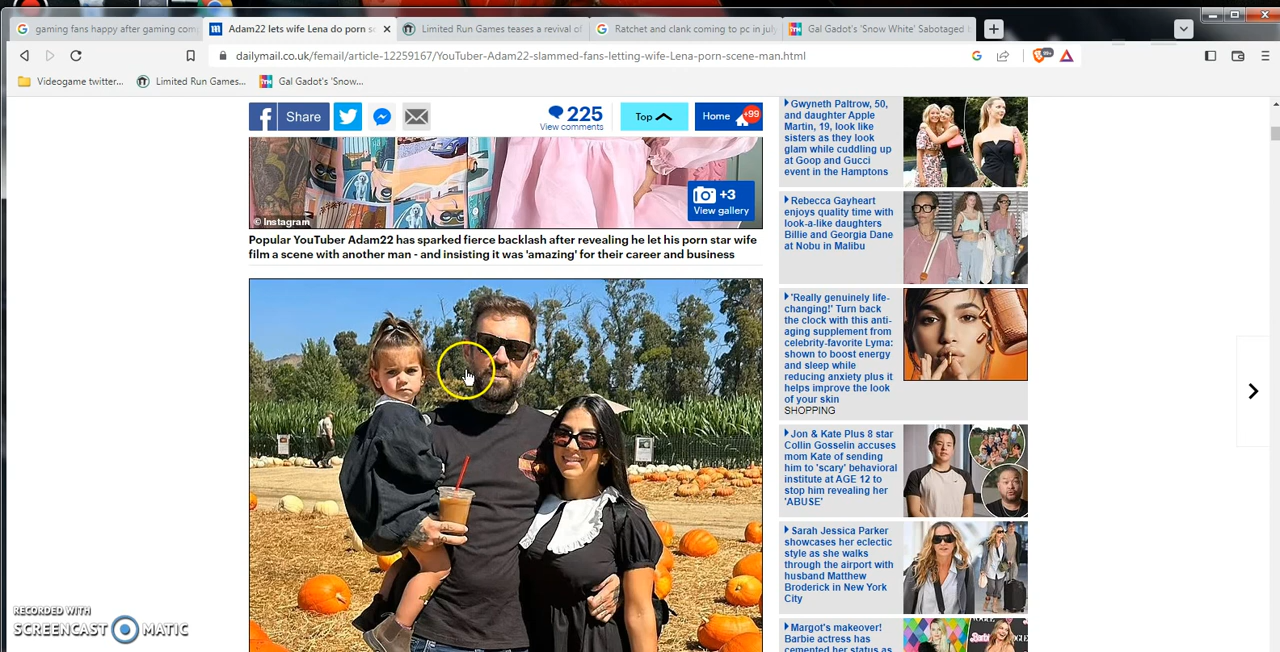 gaming fans happy after gaming com
Adam22 lets wife Lena do porn s
Limited Run Games teases a revival of
Ratchet and clank coming to pc in july
Gal Gadot's 'Snow White' Sabotaged
dailymail.co.uk/femail/article-12259167/YouTuber-Adam22-slammed-fans-letting-wife-Lena-porn-scene-man.html
99+
Videogame twitter...
Limited Run Games...
Gal Gadot's 'Snow...
Share
225
View comments
Top
Home
+99
© Instagram
+3
View gallery
Popular YouTuber Adam22 has sparked fierce backlash after revealing he let his porn star wife
film a scene with another man - and insisting it was 'amazing' for their career and business
Gwyneth Paltrow, 50,
and daughter Apple
Martin, 19, look like
sisters as they look
glam while cuddling up
at Goop and Gucci
event in the Hamptons
Rebecca Gayheart
enjoys quality time with
look-a-like daughters
Billie and Georgia Dane
at Nobu in Malibu
'Really genuinely life-
changing!' Turn back
the clock with this anti-
aging supplement from
celebrity-favorite Lyma:
shown to boost energy
and sleep while
reducing anxiety plus it
helps improve the look
of your skin
SHOPPING
Jon & Kate Plus 8 star
Collin Gosselin accuses
mom Kate of sending
him to 'scary' behavioral
institute at AGE 12 to
stop him revealing her
'ABUSE'
Sarah Jessica Parker
showcases her eclectic
style as she walks
through the airport with
husband Matthew
Broderick in New York
City
Margot's makeover!
Barbie actress has
cemented her status as
RECORDED WITH
SCREENCAST MATIC